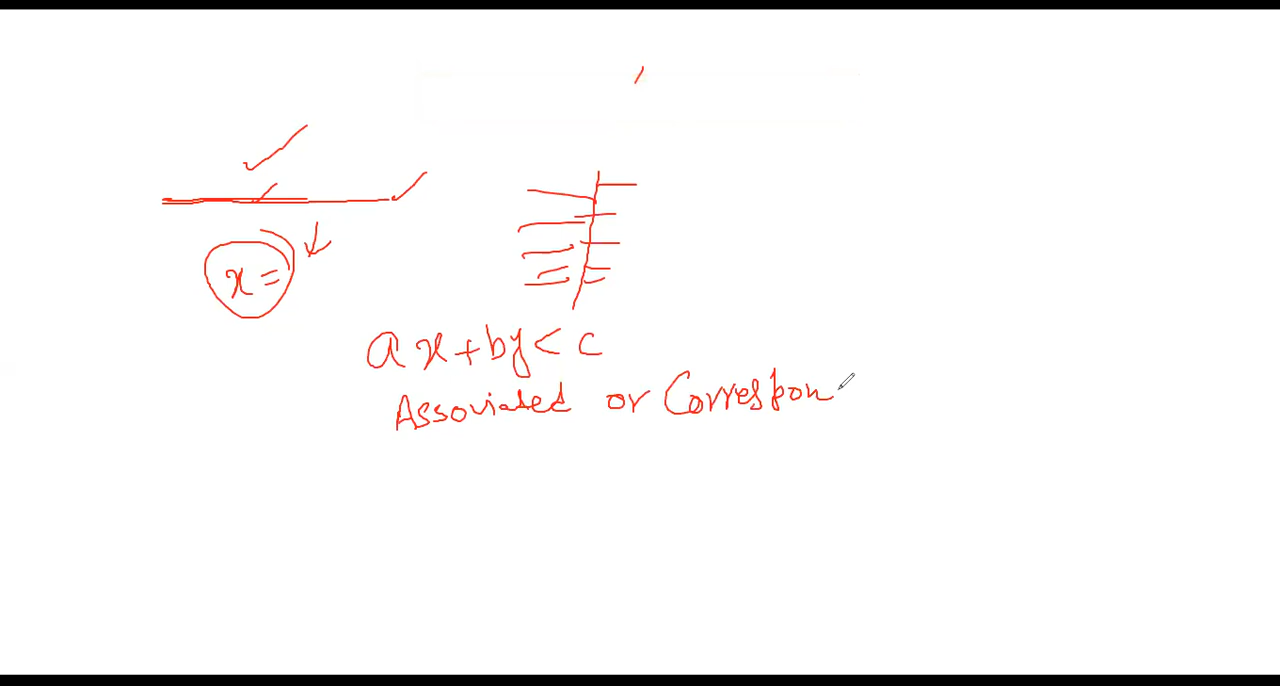 x =
ax + by < c
Associated or Correspon